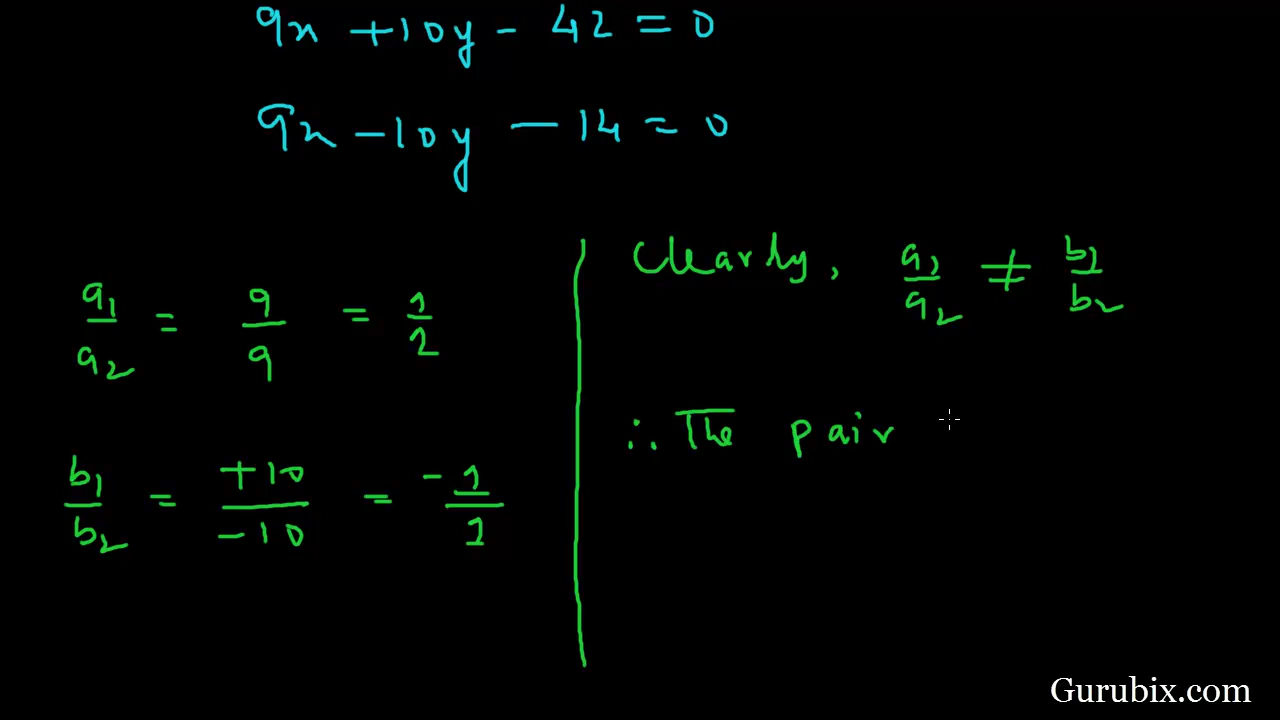 9x + 10y - 42 = 0
9x - 10y - 14 = 0
a1/a2 = 9/9 = 1/1
b1/b2 = +10/-10 = -1/1
Clearly, a1/a2 ≠ b1/b2
∴ The pair
Gurubix.com